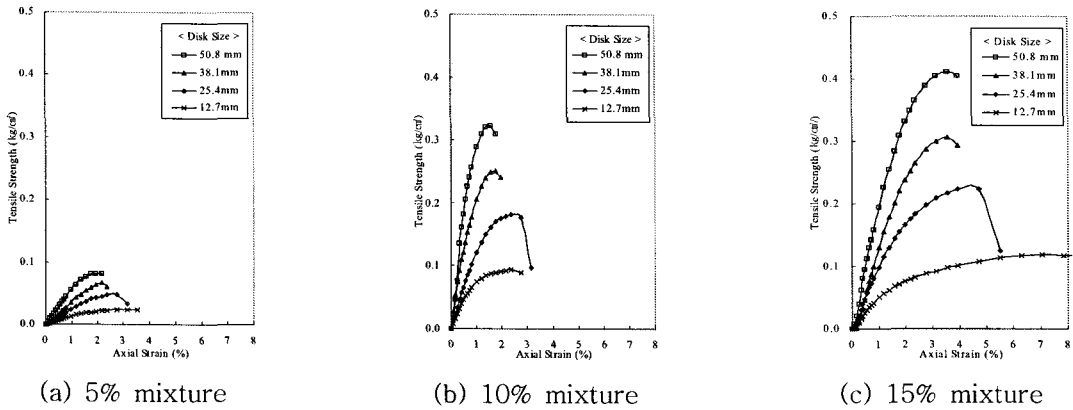 0.5
0.4
0.3
0.2
0.1
0.0
Tensile Strength (kg/㎠)
< Disk Size >
50.8 mm
38.1mm
25.4mm
12.7mm
0 1 2 3 4 5 6 7 8
Axial Strain (%)
(a) 5% mixture
0.5
0.4
0.3
0.2
0.1
0.0
Tensile Strength (kg/㎠)
< Disk Size >
50.8 mm
38.1mm
25.4mm
12.7mm
0 1 2 3 4 5 6 7 8
Axial Strain (%)
(b) 10% mixture
0.5
0.4
0.3
0.2
0.1
0.0
Tensile Strength (kg/㎠)
< Disk Size >
50.8 mm
38.1mm
25.4mm
12.7mm
0 1 2 3 4 5 6 7 8
Axial Strain (%)
(c) 15% mixture